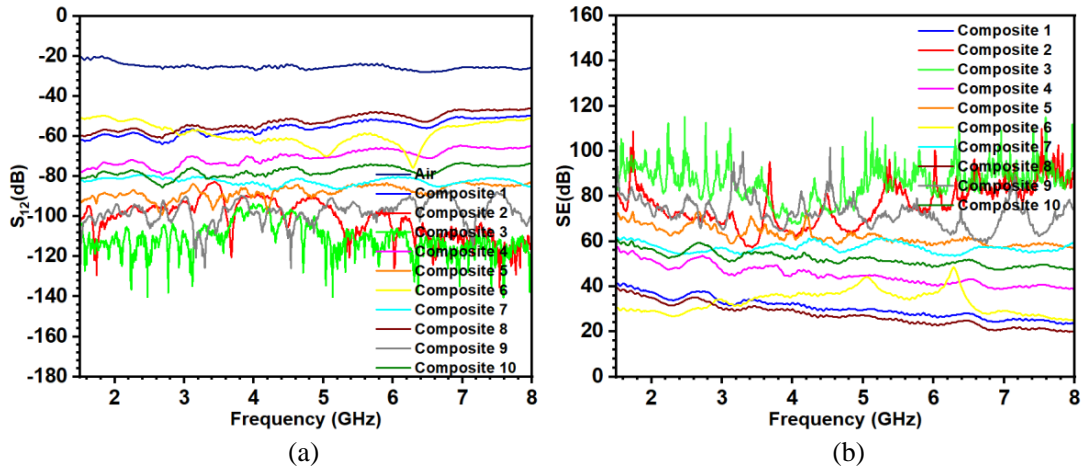 0
-20
-40
-60
-80
-100
-120
-140
-160
-180
S12(dB)
2 3 4 5 6 7 8
Frequency (GHz)
Air
Composite 1
Composite 2
Composite 3
Composite 4
Composite 5
Composite 6
Composite 7
Composite 8
Composite 9
Composite 10
(a)
160
140
120
100
80
60
40
20
0
SE(dB)
2 3 4 5 6 7 8
Frequency (GHz)
Composite 1
Composite 2
Composite 3
Composite 4
Composite 5
Composite 6
Composite 7
Composite 8
Composite 9
Composite 10
(b)